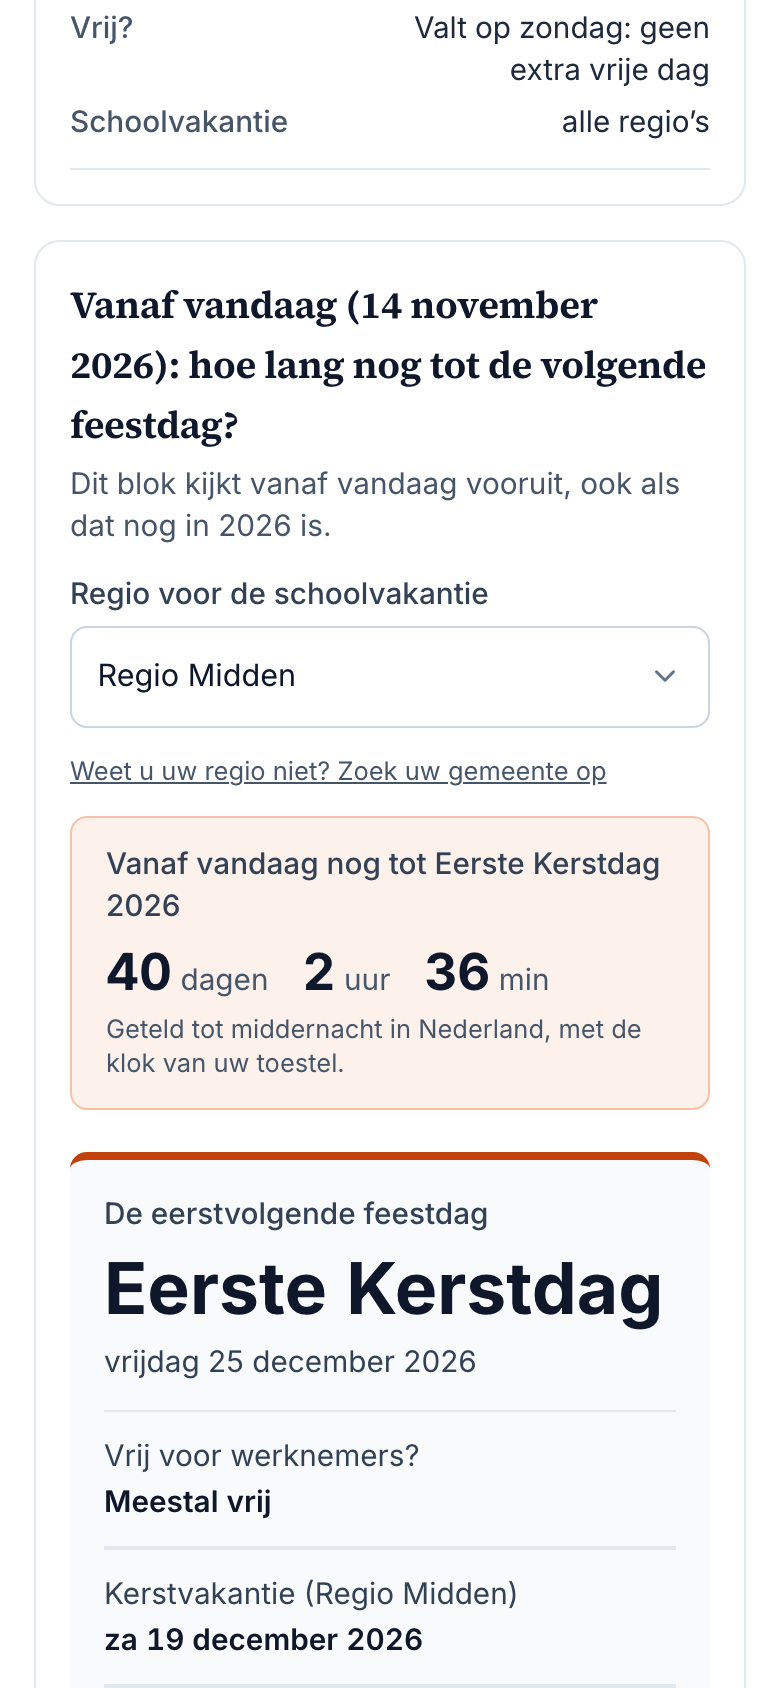 Vrij?
Valt op zondag: geen
extra vrije dag
Schoolvakantie
alle regio’s
Vanaf vandaag (14 november
2026): hoe lang nog tot de volgende
feestdag?
Dit blok kijkt vanaf vandaag vooruit, ook als
dat nog in 2026 is.
Regio voor de schoolvakantie
Regio Midden
Weet u uw regio niet? Zoek uw gemeente op
Vanaf vandaag nog tot Eerste Kerstdag
2026
40 dagen 2 uur 36 min
Geteld tot middernacht in Nederland, met de
klok van uw toestel.
De eerstvolgende feestdag
Eerste Kerstdag
vrijdag 25 december 2026
Vrij voor werknemers?
Meestal vrij
Kerstvakantie (Regio Midden)
za 19 december 2026